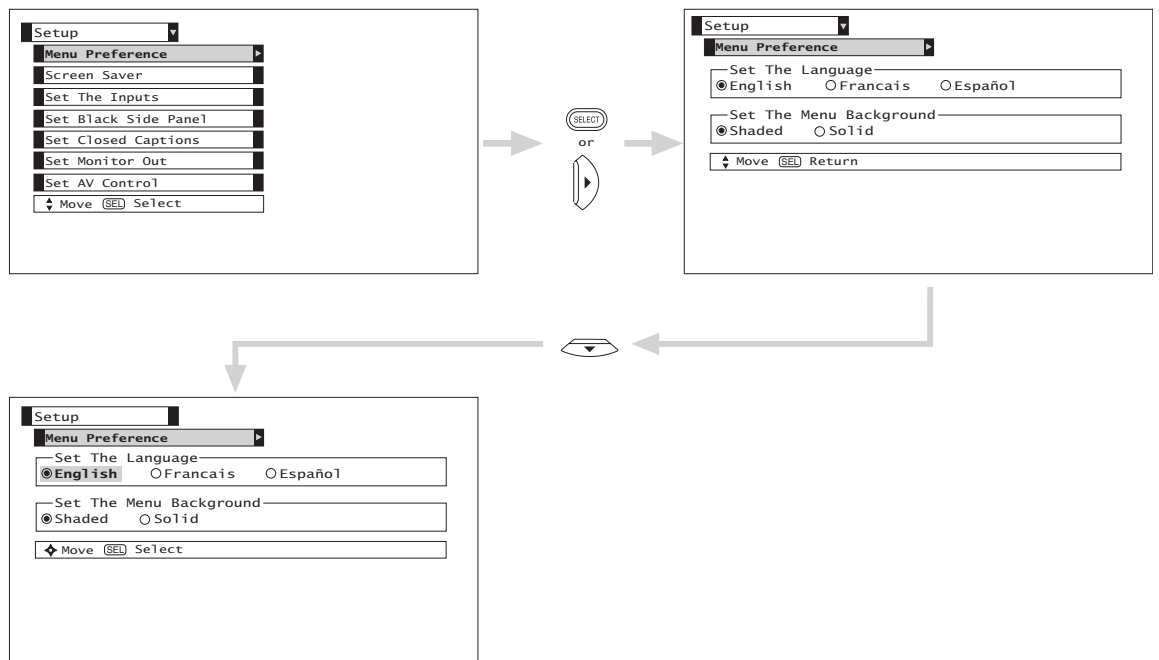 Setup
Menu Preference
Screen Saver
Set The Inputs
Set Black Side Panel
Set Closed Captions
Set Monitor Out
Set AV Control
Move SEL Select
SELECT
or
Setup
Menu Preference
Set The Language
English Francais Español
Set The Menu Background
Shaded Solid
Move SEL Return
Setup
Menu Preference
Set The Language
English Francais Español
Set The Menu Background
Shaded Solid
Move SEL Select